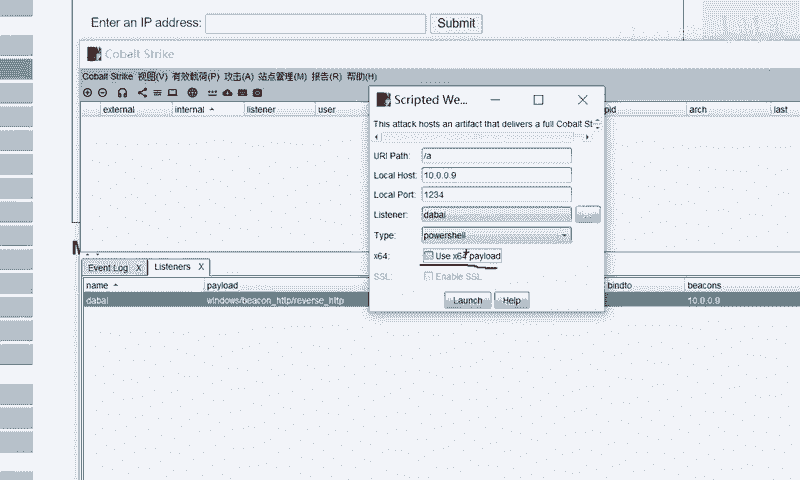 Enter an IP address: Submit
Cobalt Strike
Cobalt Strike 视图(V) 有效载荷(P) 攻击(A) 站点管理(M) 报告(R) 帮助(H)
external internal listener user pid arch last
Scripted We...
This attack hosts an artifact that delivers a full Cobalt St
URI Path: /a
Local Host: 10.0.0.9
Local Port: 1234
Listener: dabai
Type: powershell
x64: Use x64 payload
SSL: Enable SSL
Launch Help
Event Log X Listeners X
name payload bindto beacons
dabai windows/beacon_http/reverse_http 10.0.0.9